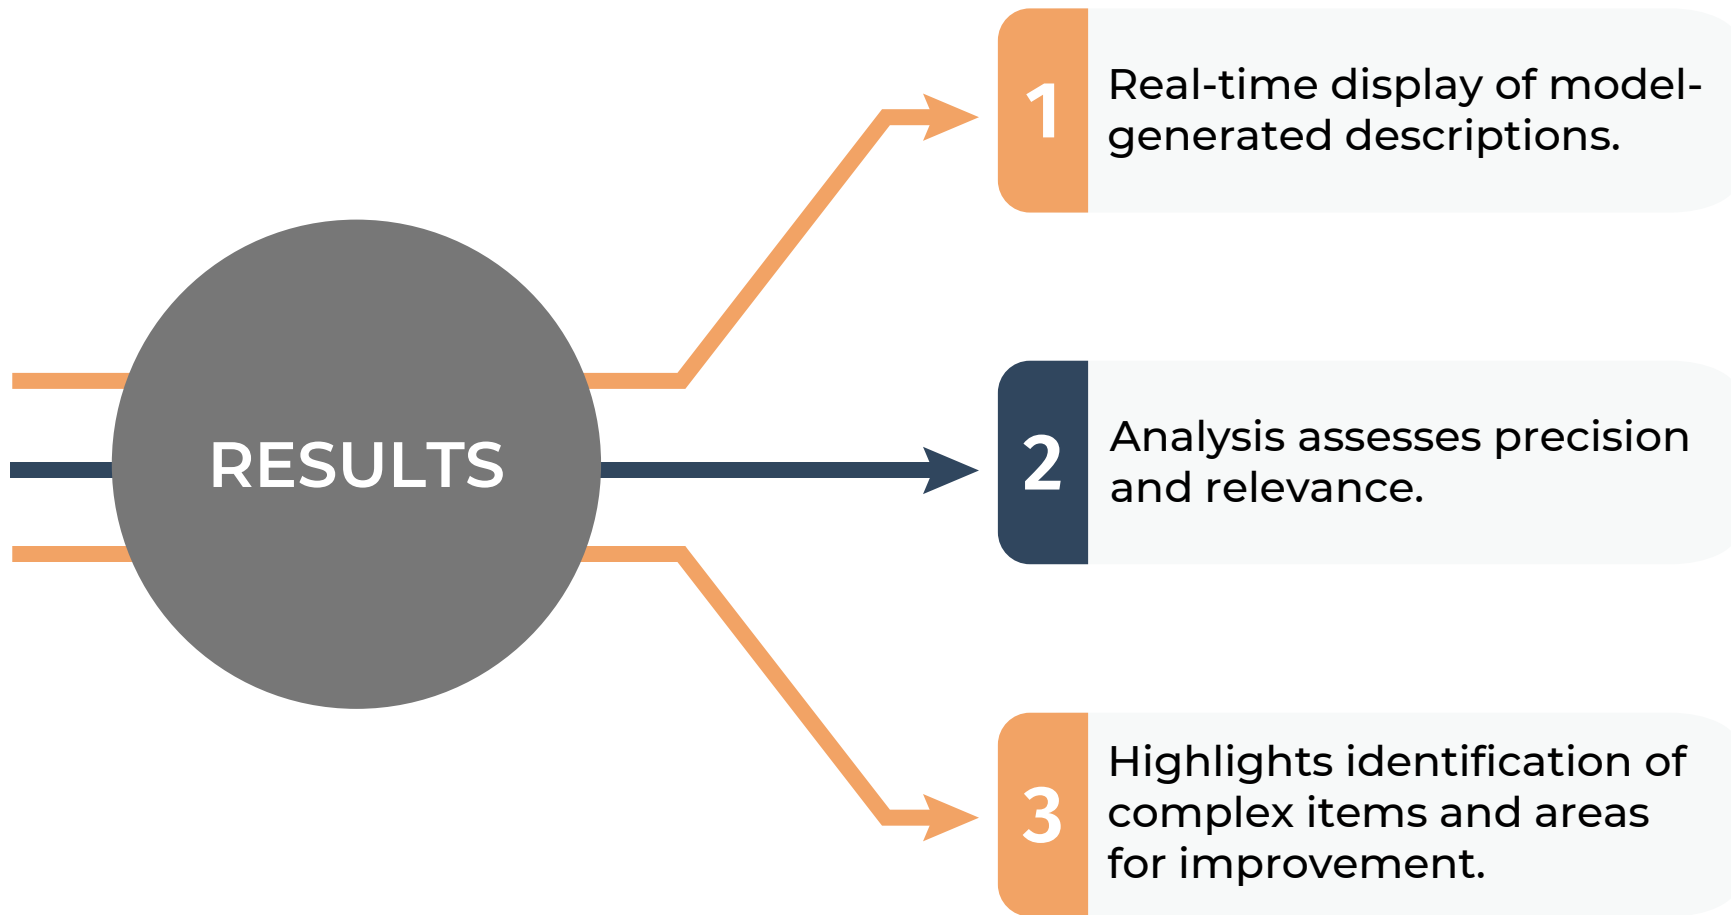 RESULTS
1
Real-time display of model-
generated descriptions.
2
Analysis assesses precision
and relevance.
3
Highlights identification of
complex items and areas
for improvement.